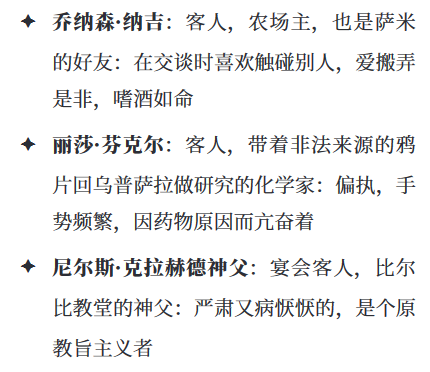 ✦ 乔纳森·纳吉：客人，农场主，也是萨米
的好友：在交谈时喜欢触碰别人，爱搬弄
是非，嗜酒如命
✦ 丽莎·芬克尔：客人，带着非法来源的鸦
片回乌普萨拉做研究的化学家：偏执，手
势频繁，因药物原因而亢奋着
✦ 尼尔斯·克拉赫德神父：宴会客人，比尔
比教堂的神父：严肃又病恹恹的，是个原
教旨主义者